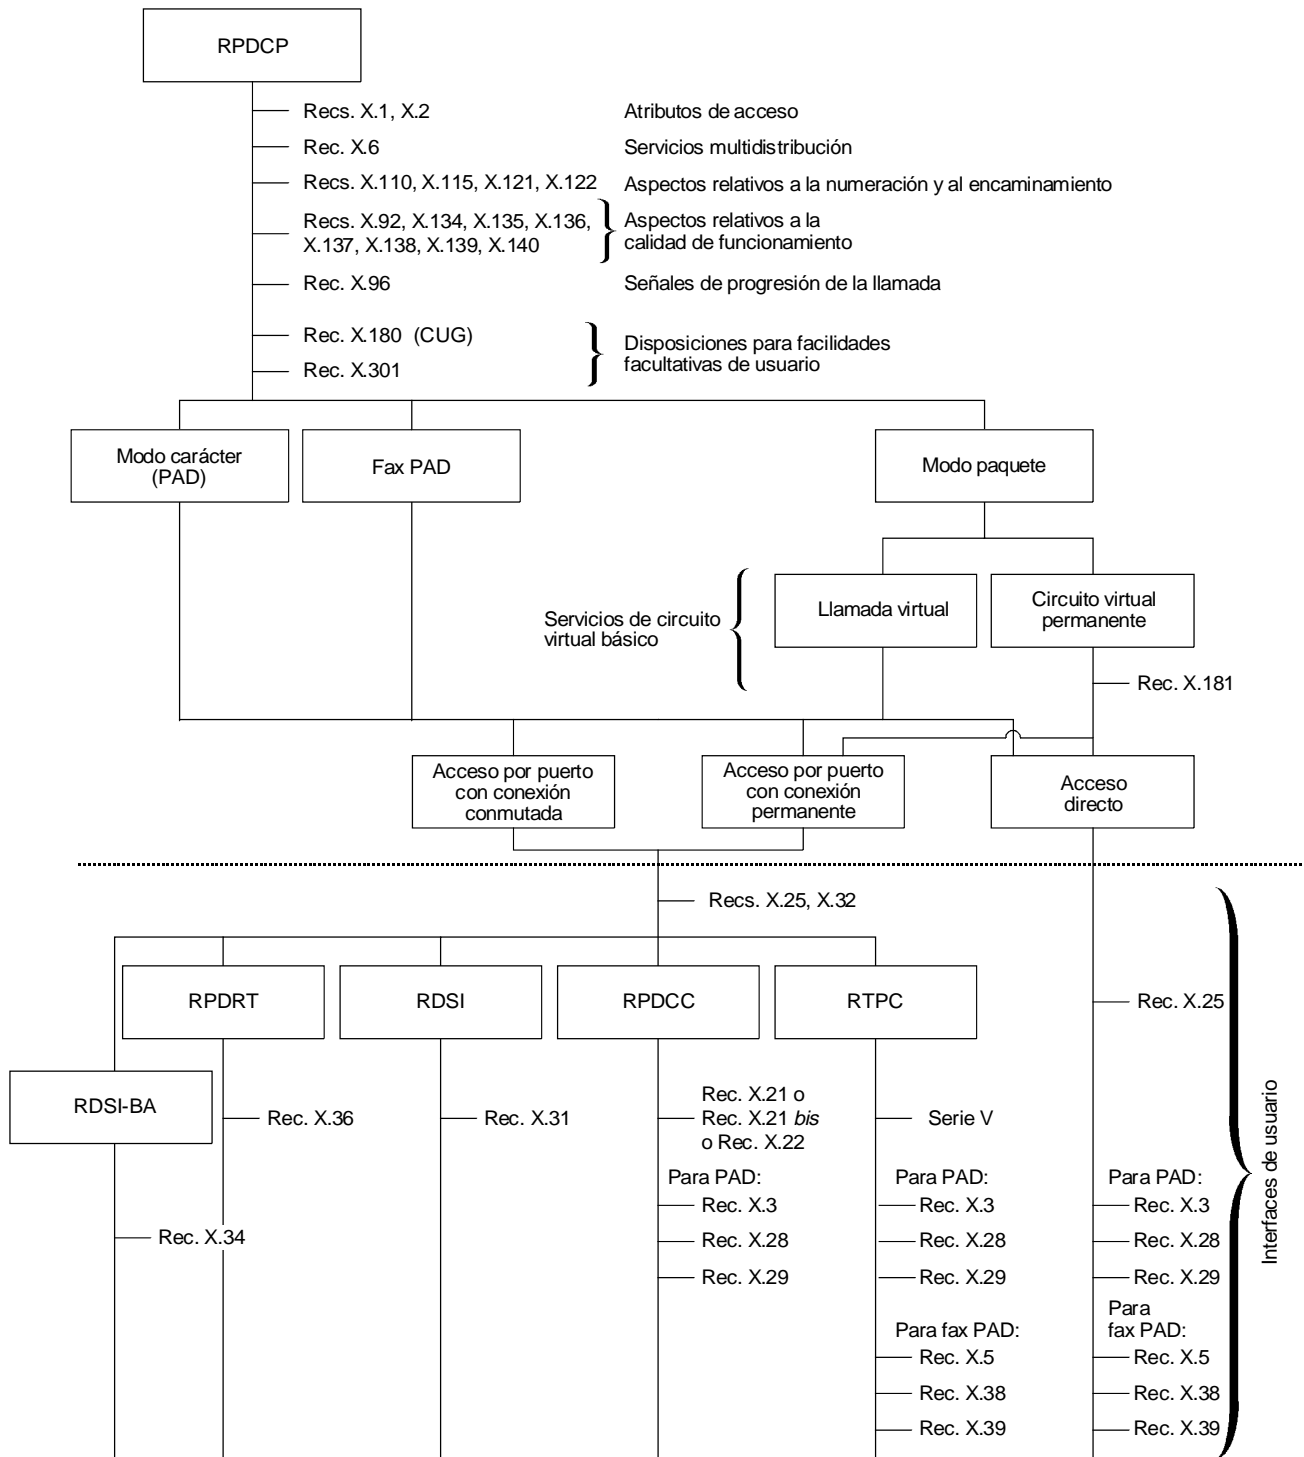 RPDCP
Recs. X.1, X.2
Atributos de acceso
Rec. X.6
Servicios multidistribución
Recs. X.110, X.115, X.121, X.122
Aspectos relativos a la numeración y al encaminamiento
Recs. X.92, X.134, X.135, X.136,
X.137, X.138, X.139, X.140
Aspectos relativos a la
calidad de funcionamiento
Rec. X.96
Señales de progresión de la llamada
Rec. X.180 (CUG)
Rec. X.301
Disposiciones para facilidades
facultativas de usuario
Modo carácter
(PAD)
Fax PAD
Modo paquete
Servicios de circuito
virtual básico
Llamada virtual
Circuito virtual
permanente
Rec. X.181
Acceso por puerto
con conexión
conmutada
Acceso por puerto
con conexión
permanente
Acceso
directo
Recs. X.25, X.32
RPDRT
RDSI
RPDCC
RTPC
Rec. X.25
RDSI-BA
Rec. X.36
Rec. X.31
Rec. X.21 o
Rec. X.21 bis
o Rec. X.22
Serie V
Rec. X.34
Para PAD:
Rec. X.3
Rec. X.28
Rec. X.29
Para PAD:
Rec. X.3
Rec. X.28
Rec. X.29
Para fax PAD:
Rec. X.5
Rec. X.38
Rec. X.39
Para PAD:
Rec. X.3
Rec. X.28
Rec. X.29
Para
fax PAD:
Rec. X.5
Rec. X.38
Rec. X.39
Interfaces de usuario